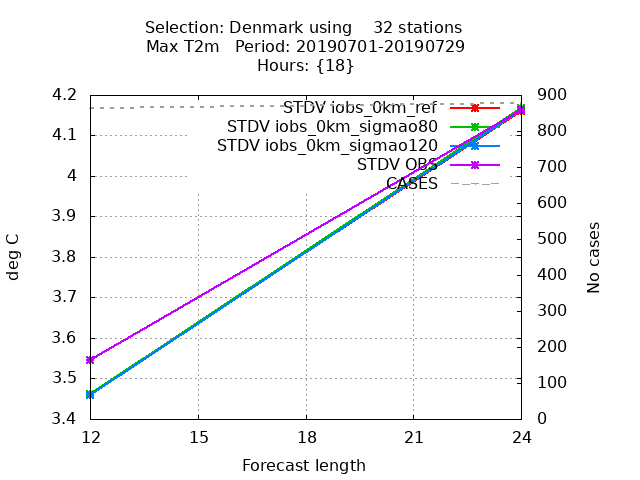 Selection: Denmark using 32 stations
Max T2m Period: 20190701-20190729
Hours: {18}
4.2
4.1
4
3.9
3.8
3.7
3.6
3.5
3.4
deg C
900
800
700
600
500
400
300
200
100
0
No cases
STDV iobs_0km_ref
STDV iobs_0km_sigmao80
STDV iobs_0km_sigmao120
STDV OBS
CASES
12 15 18 21 24
Forecast length